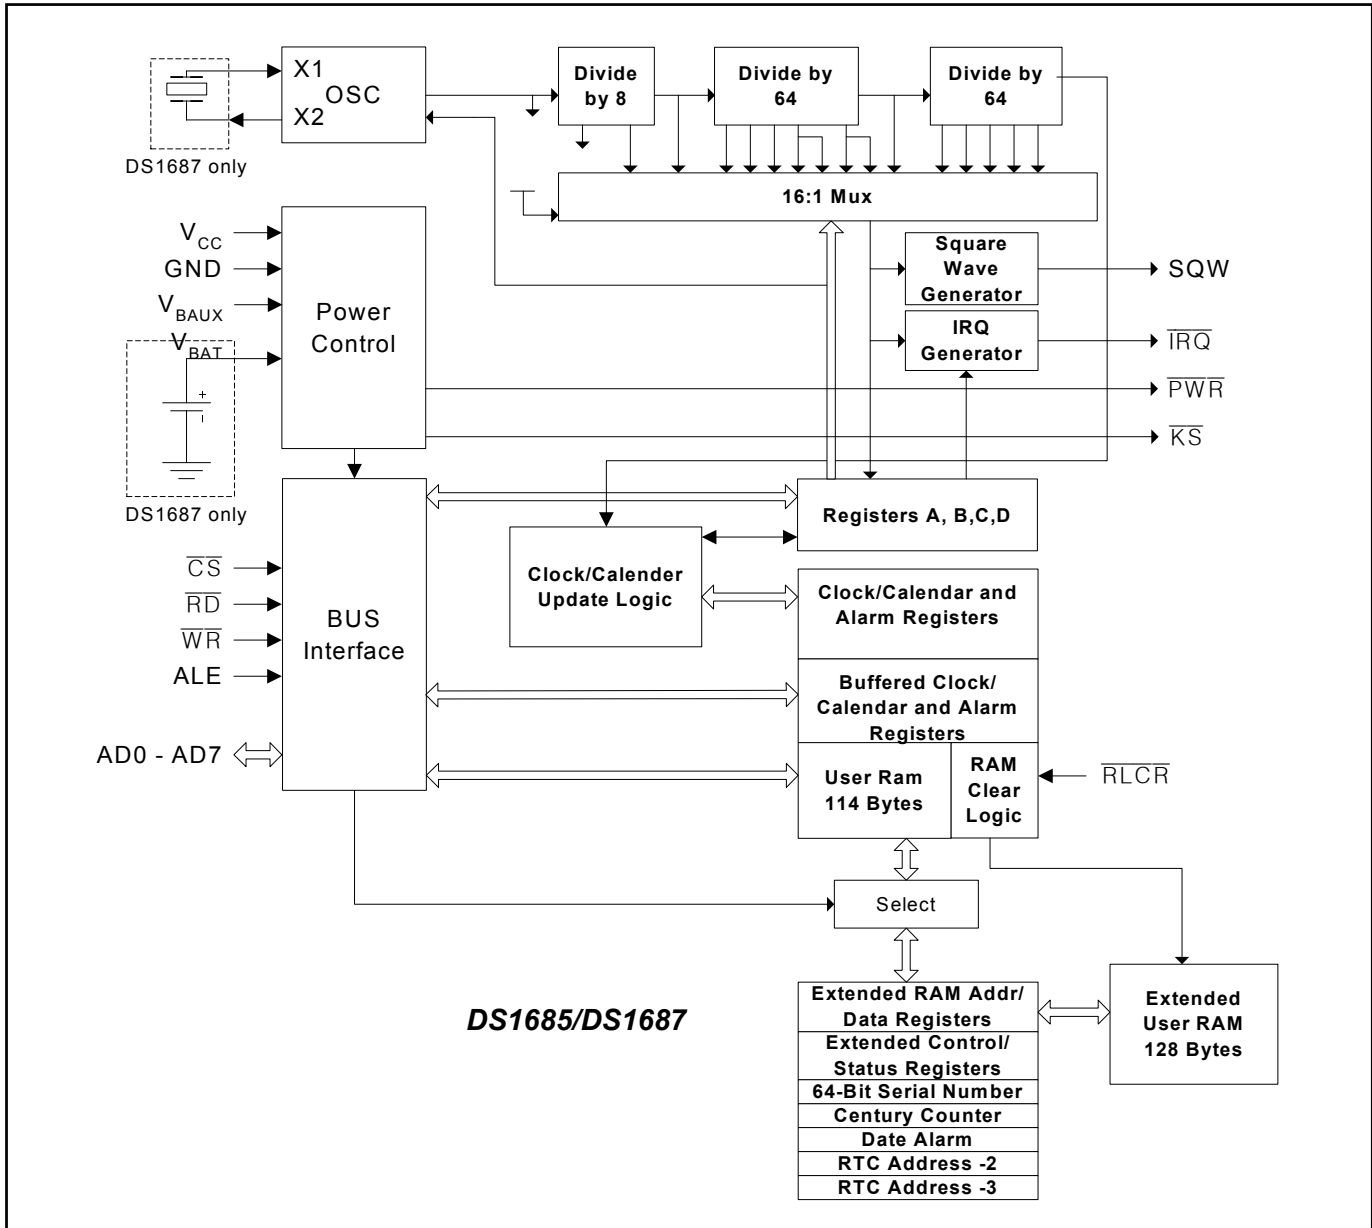 X1
OSC
X2
DS1687 only
Divide
by 8
Divide by
64
Divide by
64
16:1 Mux
VCC
GND
VBAUX
VBAT
+
DS1687 only
Power
Control
Square
Wave
Generator
SQW
IRQ
Generator
IRQ
PWR
KS
Registers A, B,C,D
CS
RD
WR
ALE
AD0 - AD7
BUS
Interface
Clock/Calender
Update Logic
Clock/Calendar and
Alarm Registers
Buffered Clock/
Calendar and Alarm
Registers
User Ram
114 Bytes
RAM
Clear
Logic
RLCR
Select
DS1685/DS1687
Extended RAM Addr/
Data Registers
Extended Control/
Status Registers
64-Bit Serial Number
Century Counter
Date Alarm
RTC Address -2
RTC Address -3
Extended
User RAM
128 Bytes